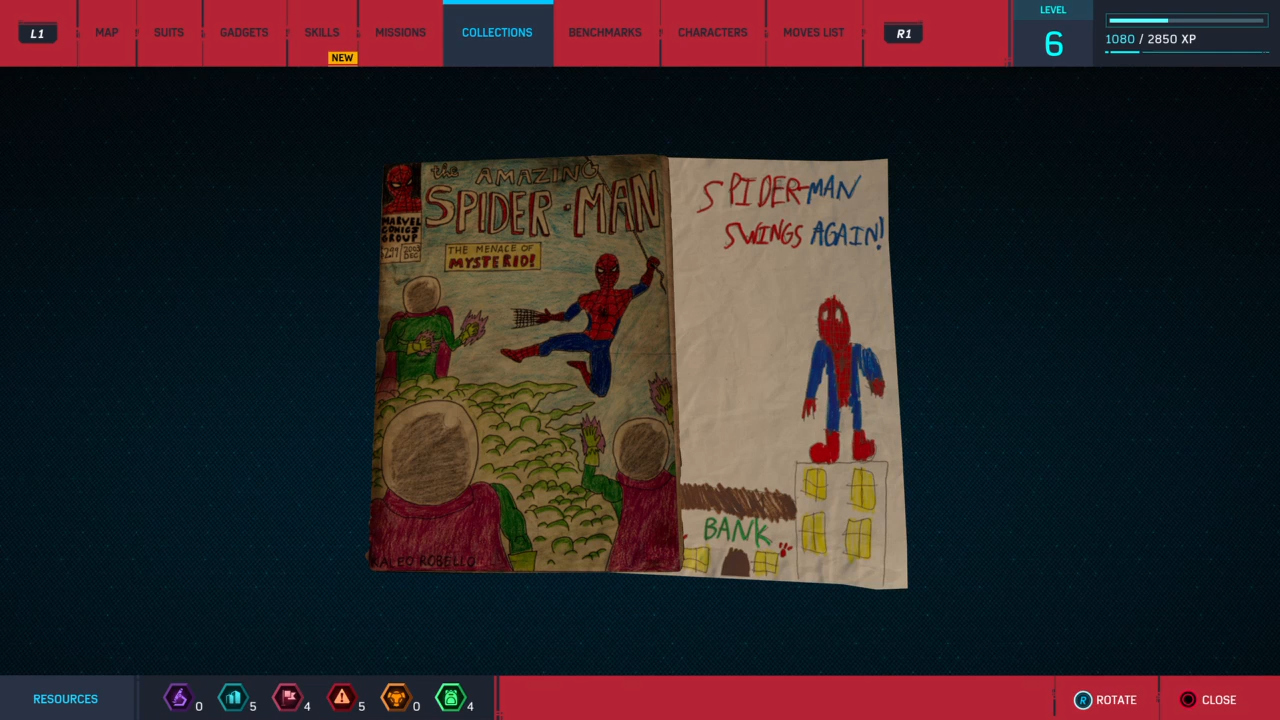 L1 MAP SUITS GADGETS SKILLS MISSIONS COLLECTIONS BENCHMARKS CHARACTERS MOVES LIST R1
NEW
LEVEL
6
1080 / 2850 XP
the AMAZING
SPIDER-MAN
MARVEL
COMICS
GROUP
THE MENACE OF
MYSTERIO!
SPIDER-MAN
SWINGS AGAIN!
BANK
ROBELLO
RESOURCES
0 5 4 5 0 4
R ROTATE
CLOSE